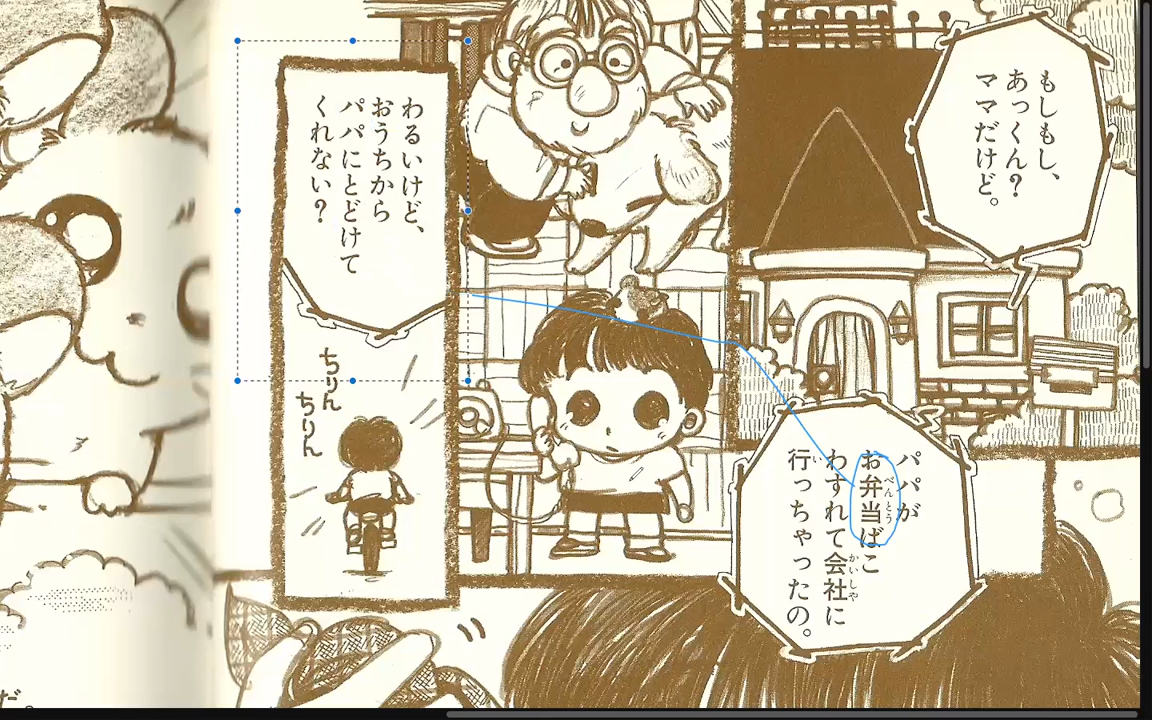 もしもし、
あっくん？
ママだけど。
パパが
お弁当ばこ
わすれて会社に
行っちゃったの。
わるいけど、
おうちから
パパにとどけて
くれない？
ちりん
ちりん
だ。